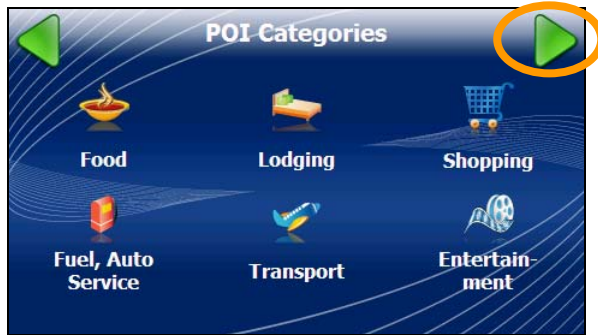 POI Categories
Food
Lodging
Shopping
Fuel, Auto
Service
Transport
Entertain-
ment